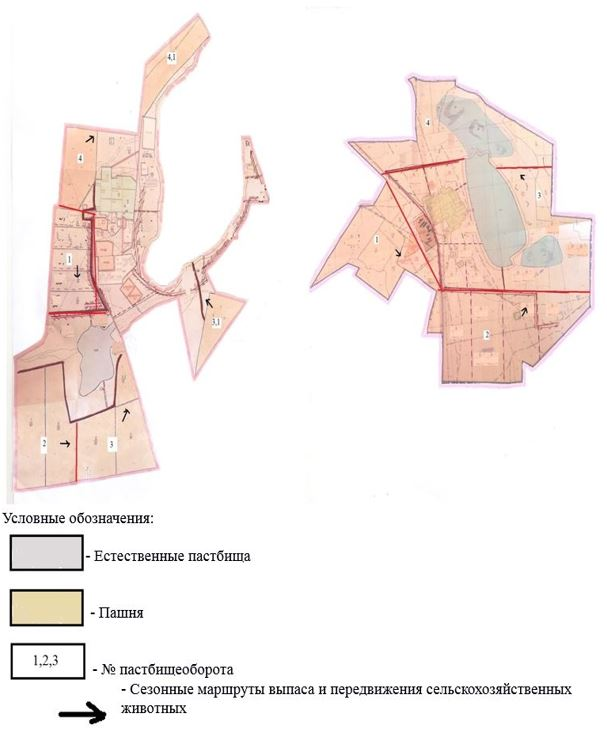 4,1
4
1
3,1
2
3
4
3
1
2
Условные обозначения:
- Естественные пастбища
- Пашня
1,2,3
- № пастбищеоборота
- Сезонные маршруты выпаса и передвижения сельскохозяйственных
животных